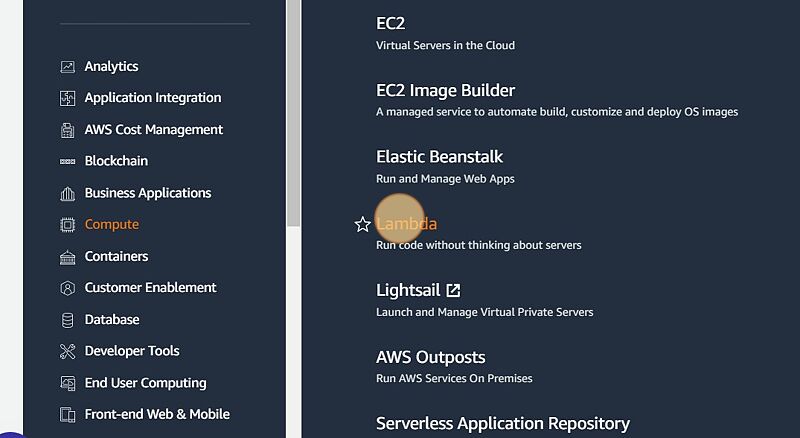 Analytics
Application Integration
AWS Cost Management
Blockchain
Business Applications
Compute
Containers
Customer Enablement
Database
Developer Tools
End User Computing
Front-end Web & Mobile
EC2
Virtual Servers in the Cloud
EC2 Image Builder
A managed service to automate build, customize and deploy OS images
Elastic Beanstalk
Run and Manage Web Apps
Lambda
Run code without thinking about servers
Lightsail
Launch and Manage Virtual Private Servers
AWS Outposts
Run AWS Services On Premises
Serverless Application Repository